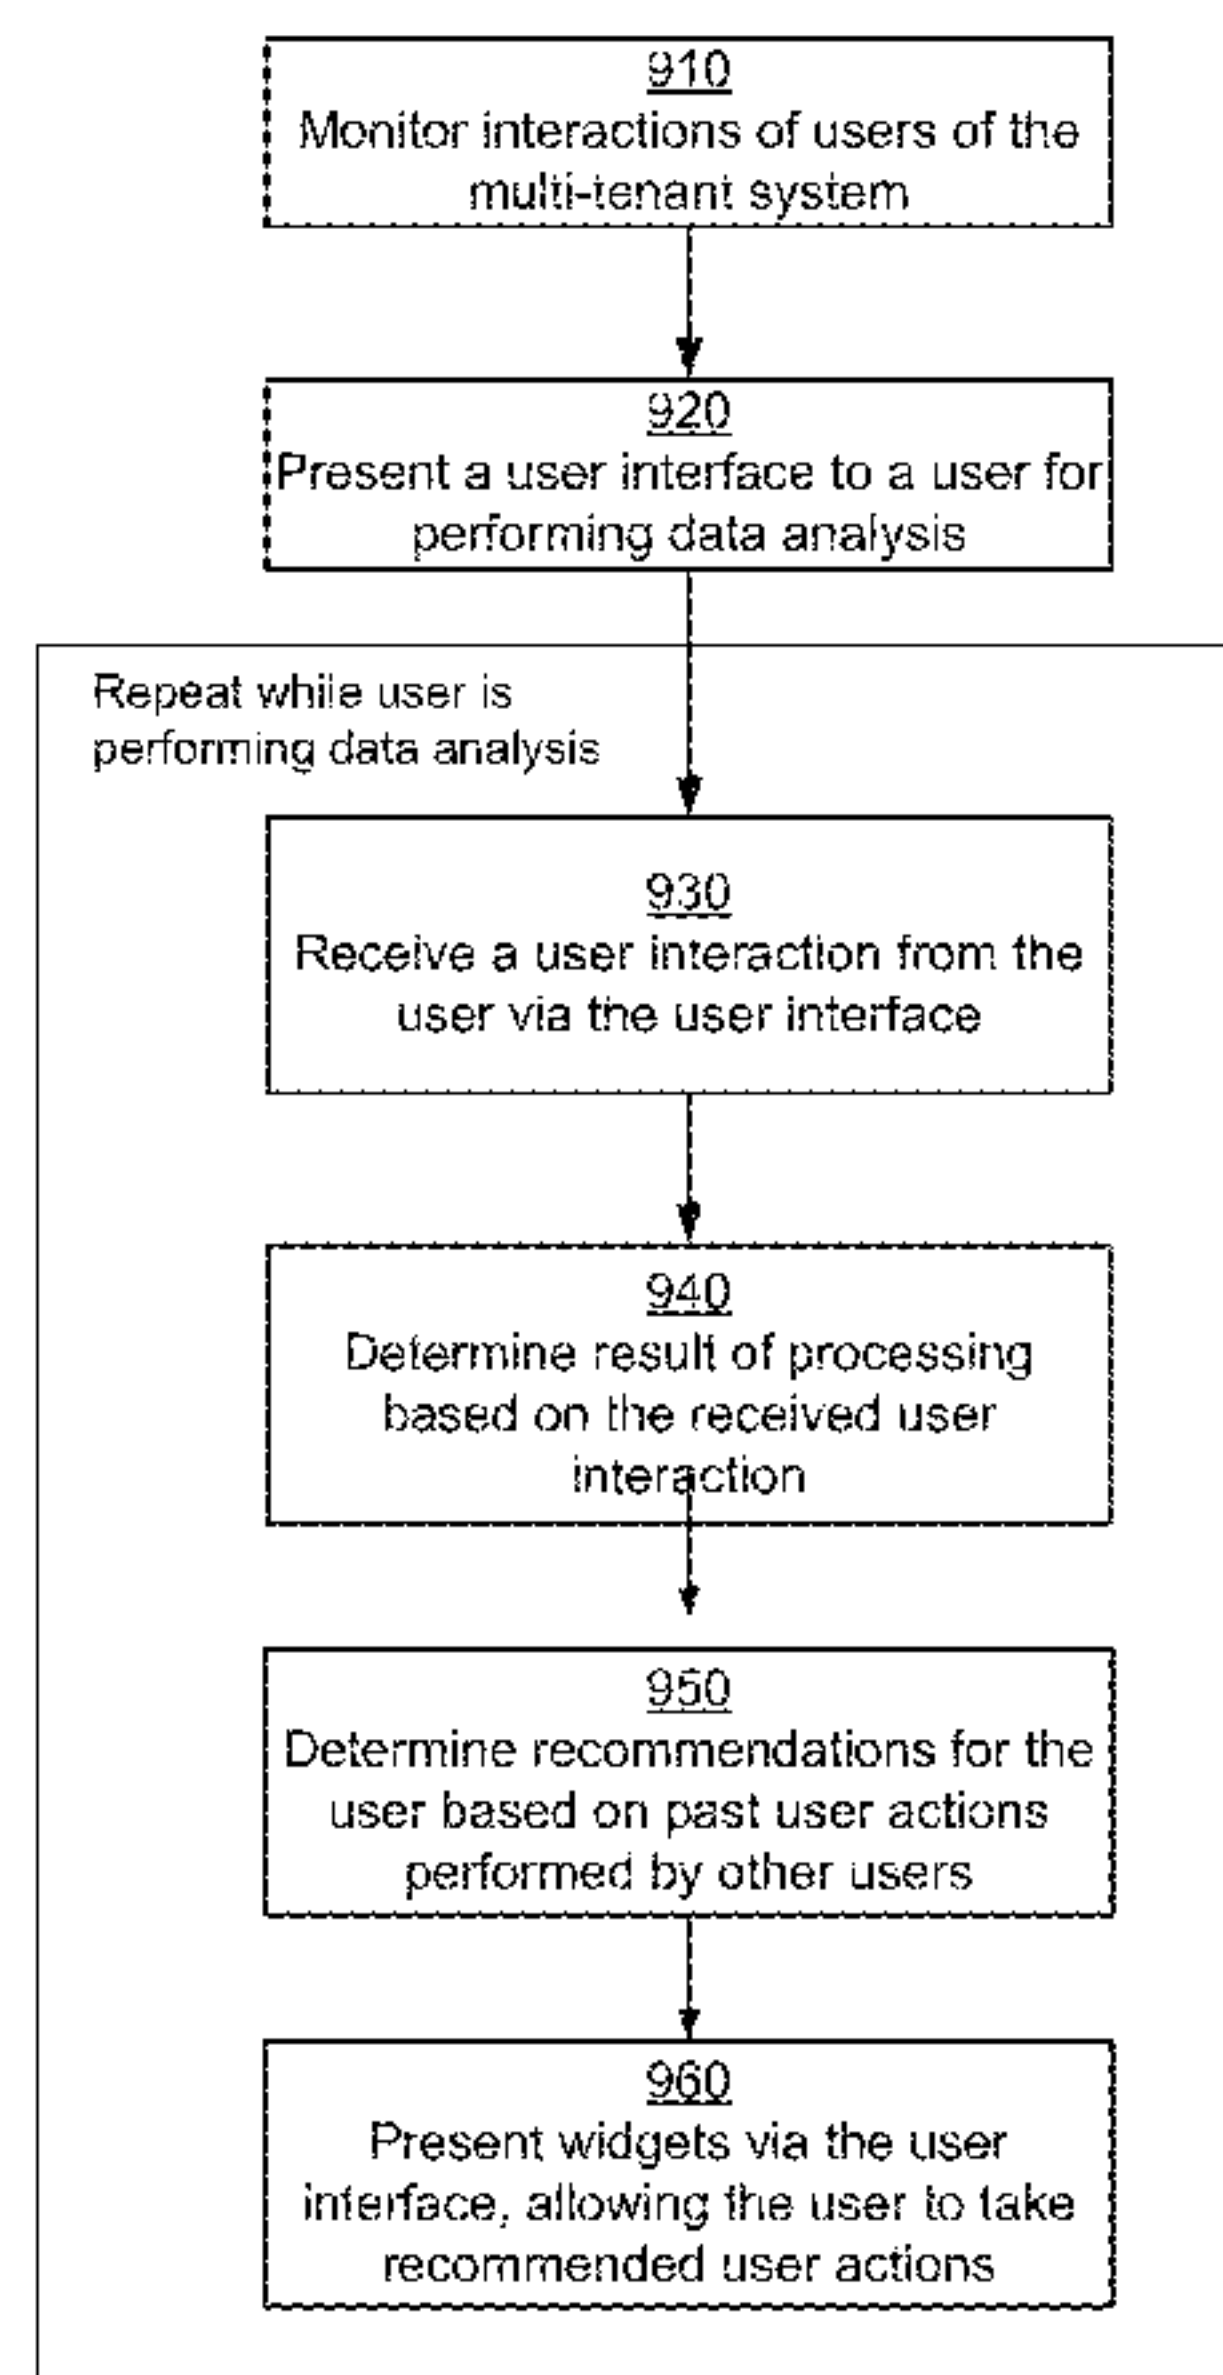 910
Monitor interactions of users of the
multi-tenant system
920
Present a user interface to a user for
performing data analysis
Repeat while user is
performing data analysis
930
Receive a user interaction from the
user via the user interface
940
Determine result of processing
based on the received user
interaction
950
Determine recommendations for the
user based on past user actions
performed by other users
960
Present widgets via the user
interface, allowing the user to take
recommended user actions